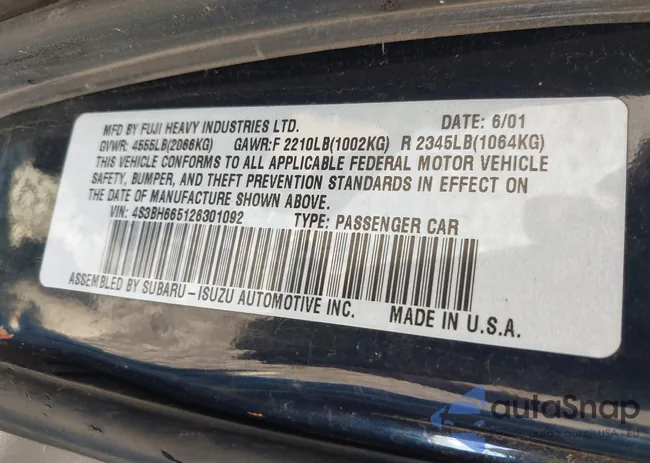 MFD BY FUJI HEAVY INDUSTRIES LTD. DATE: 6/01
GVWR: 4555LB(2066KG) GAWR:F 2210LB(1002KG) R 2345LB(1064KG)
THIS VEHICLE CONFORMS TO ALL APPLICABLE FEDERAL MOTOR VEHICLE
SAFETY, BUMPER, AND THEFT PREVENTION STANDARDS IN EFFECT ON
THE DATE OF MANUFACTURE SHOWN ABOVE.
VIN: 4S3BH665126301092 TYPE: PASSENGER CAR
ASSEMBLED BY SUBARU-ISUZU AUTOMOTIVE INC. MADE IN U.S.A.
autaSnap